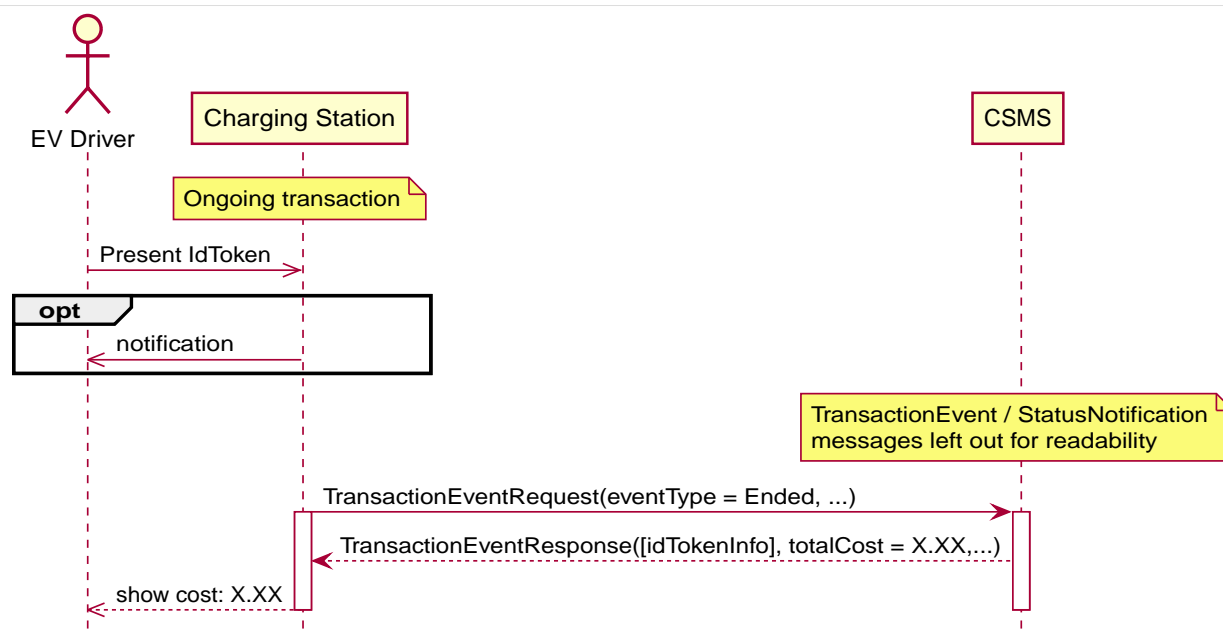 EV Driver
Charging Station
CSMS
Ongoing transaction
Present IdToken
opt
notification
TransactionEvent / StatusNotification
messages left out for readability
TransactionEventRequest(eventType = Ended, ...)
TransactionEventResponse([idTokenInfo], totalCost = X.XX,...)
show cost: X.XX